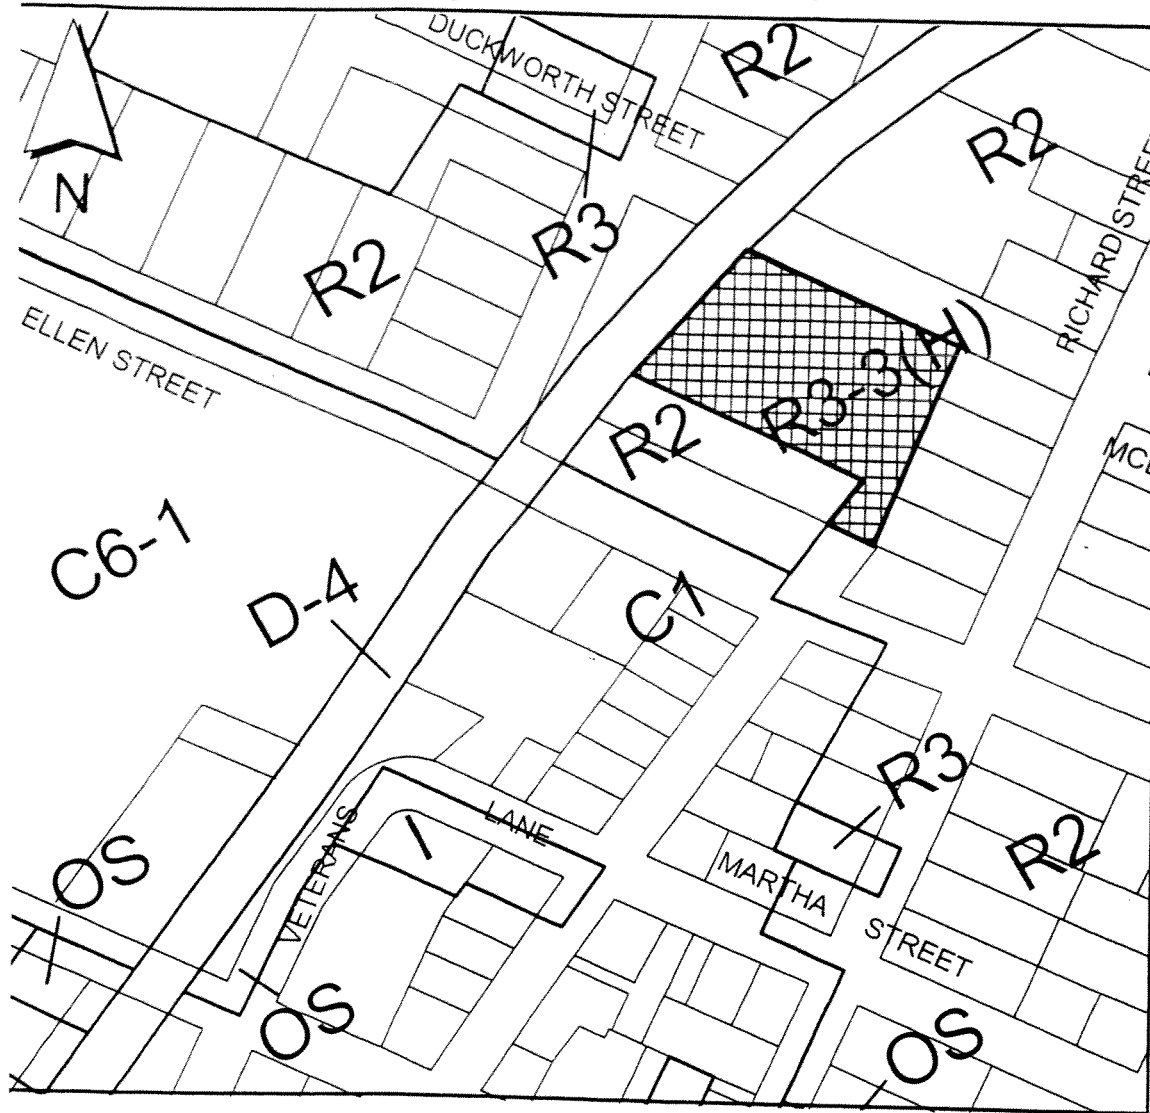 DUCKWORTH STREET
R2
R2
N
R3
R2
RICHARD STREET
ELLEN STREET
R3-3(H)
R2
C6-1
D-4
C1
R3
LANE
I
VETERANS
OS
MARTHA
R2
STREET
OS
OS